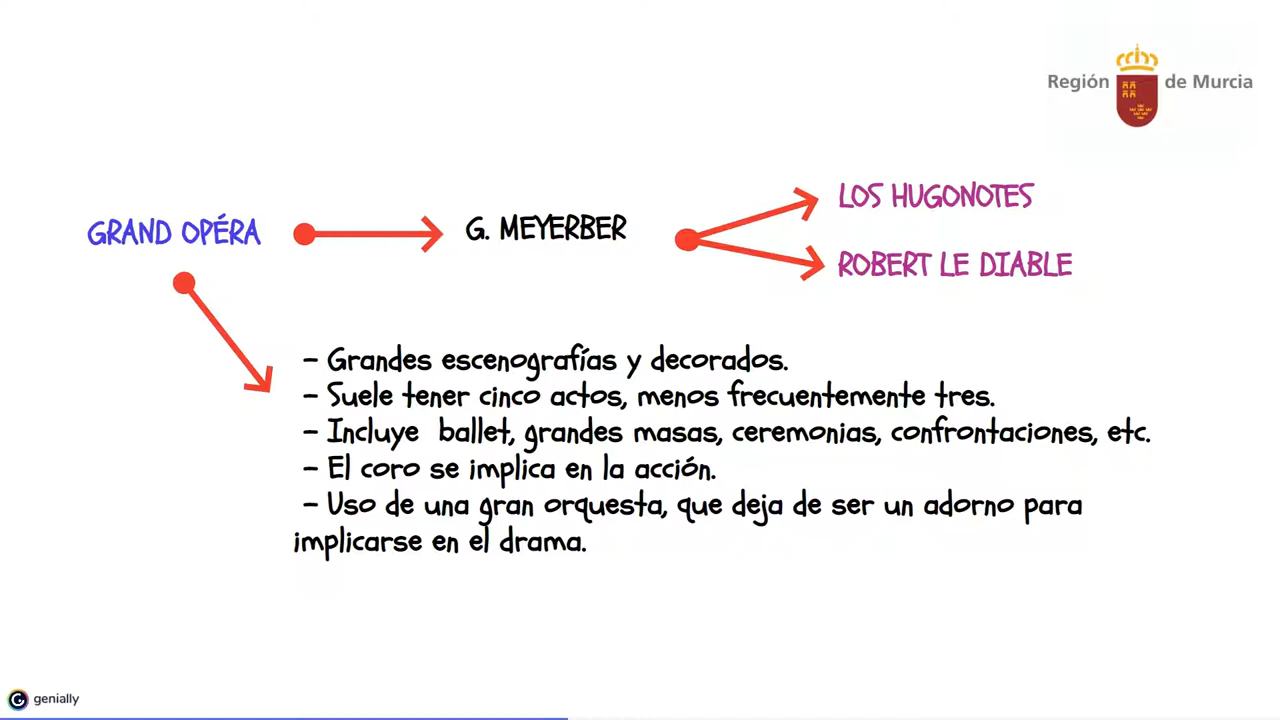 Región de Murcia
GRAND OPÉRA
G. MEYERBER
LOS HUGONOTES
ROBERT LE DIABLE
- Grandes escenografías y decorados.
- Suele tener cinco actos, menos frecuentemente tres.
- Incluye ballet, grandes masas, ceremonias, confrontaciones, etc.
- El coro se implica en la acción.
- Uso de una gran orquesta, que deja de ser un adorno para
implicarse en el drama.
genially